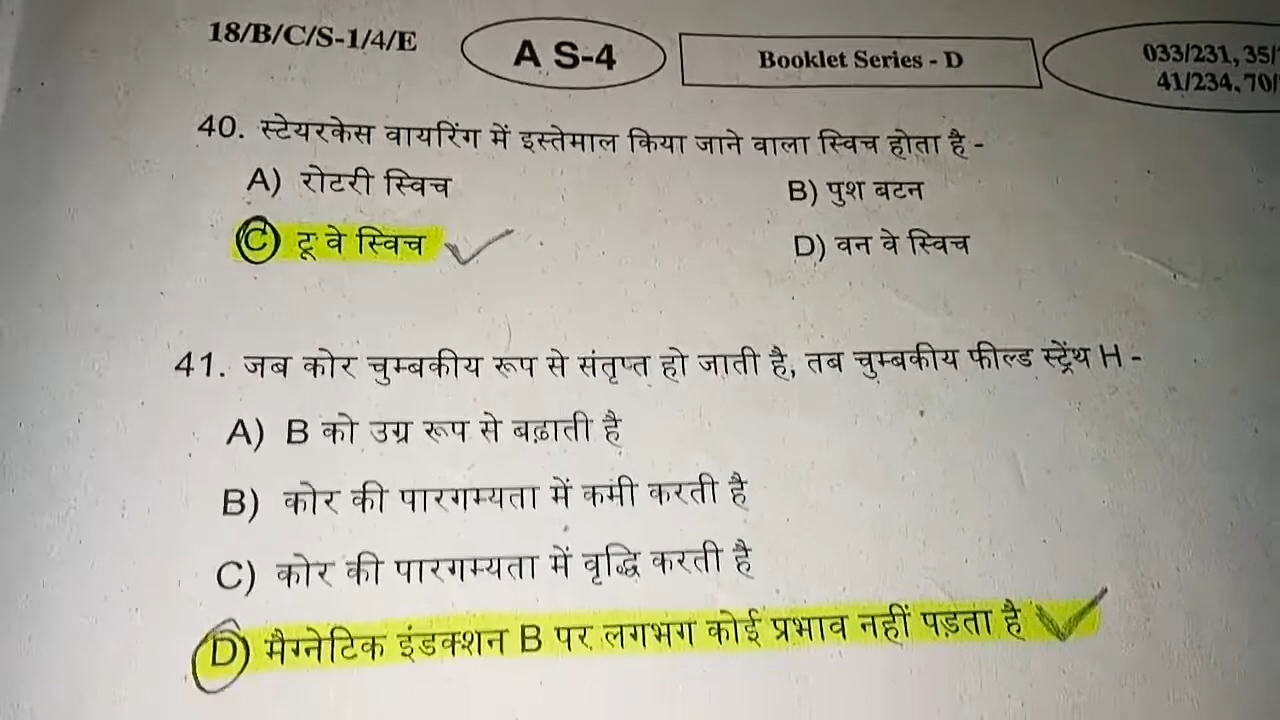 18/B/C/S-1/4/E
A S-4
Booklet Series - D
033/231, 35/
41/234, 70/
40. स्टेयरकेस वायरिंग में इस्तेमाल किया जाने वाला स्विच होता है -
A) रोटरी स्विच
B) पुश बटन
C) टू वे स्विच
D) वन वे स्विच
41. जब कोर चुम्बकीय रूप से संतृप्त हो जाती है, तब चुम्बकीय फील्ड स्ट्रेंथ H -
A) B को उग्र रूप से बढ़ाती है
B) कोर की पारगम्यता में कमी करती है
C) कोर की पारगम्यता में वृद्धि करती है
D) मैग्नेटिक इंडक्शन B पर लगभग कोई प्रभाव नहीं पड़ता है